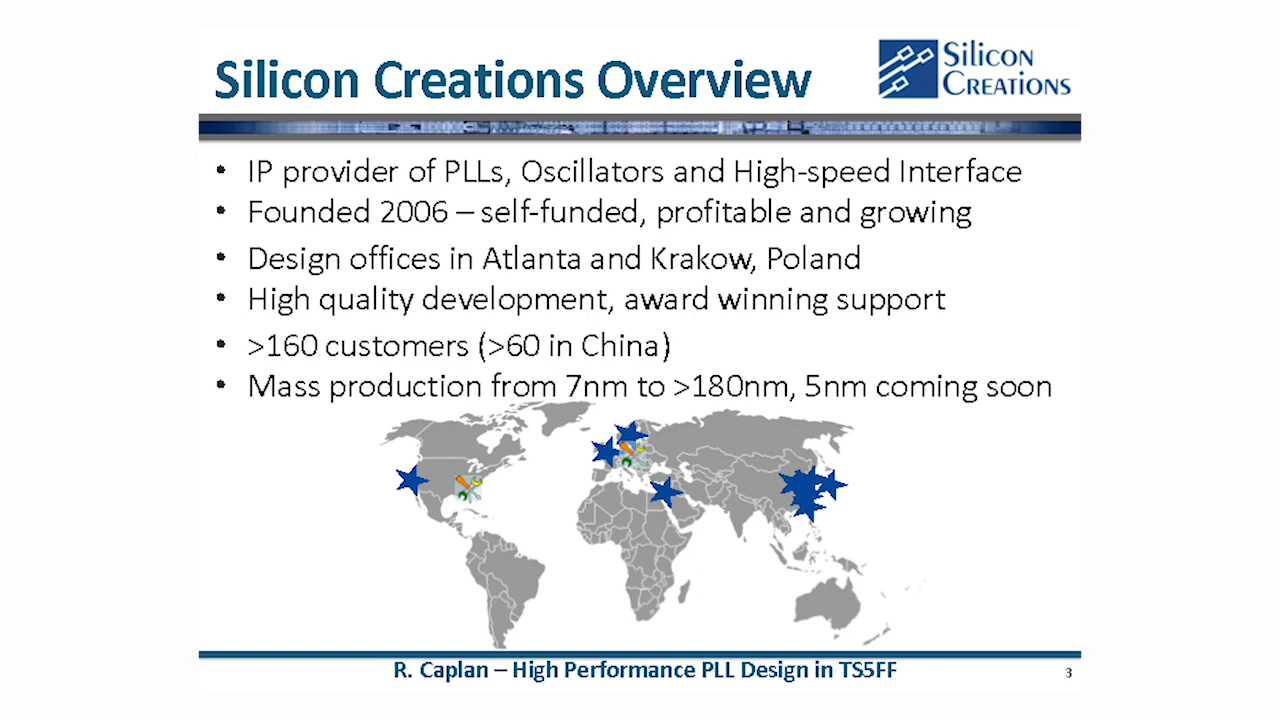 Silicon Creations Overview
Silicon
Creations
• IP provider of PLLs, Oscillators and High-speed Interface
• Founded 2006 – self-funded, profitable and growing
• Design offices in Atlanta and Krakow, Poland
• High quality development, award winning support
• >160 customers (>60 in China)
• Mass production from 7nm to >180nm, 5nm coming soon
R. Caplan – High Performance PLL Design in TS5FF
3